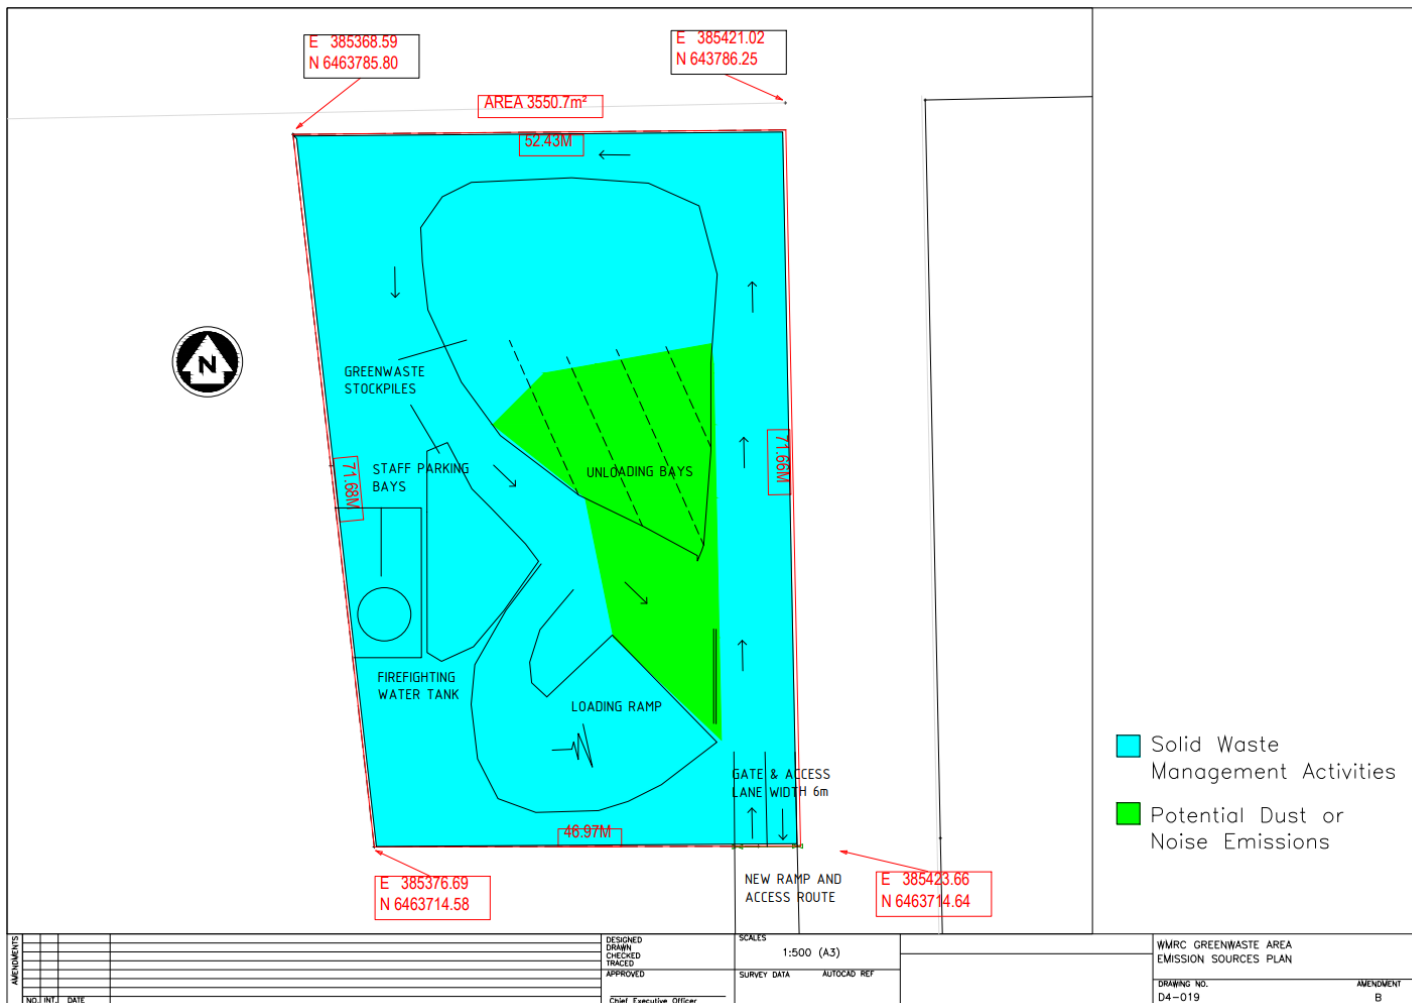 E 385368.59
N 6463785.80
E 385421.02
N 643786.25
AREA 3550.7m²
52.43M
N
GREENWASTE
STOCKPILES
STAFF PARKING
BAYS
71.68M
UNLOADING BAYS
71.66M
FIREFIGHTING
WATER TANK
LOADING RAMP
GATE & ACCESS
LANE WIDTH 6m
46.97M
E 385376.69
N 6463714.58
NEW RAMP AND
ACCESS ROUTE
E 385423.66
N 6463714.64
Solid Waste
Management Activities
Potential Dust or
Noise Emissions
AMENDMENTS
NO. INT. DATE
DESIGNED
DRAWN
CHECKED
TRACED
APPROVED
Chief Executive Officer
SCALES
1:500 (A3)
SURVEY DATA AUTOCAD REF
WMRC GREENWASTE AREA
EMISSION SOURCES PLAN
DRAWING NO. AMENDMENT
D4-019 B